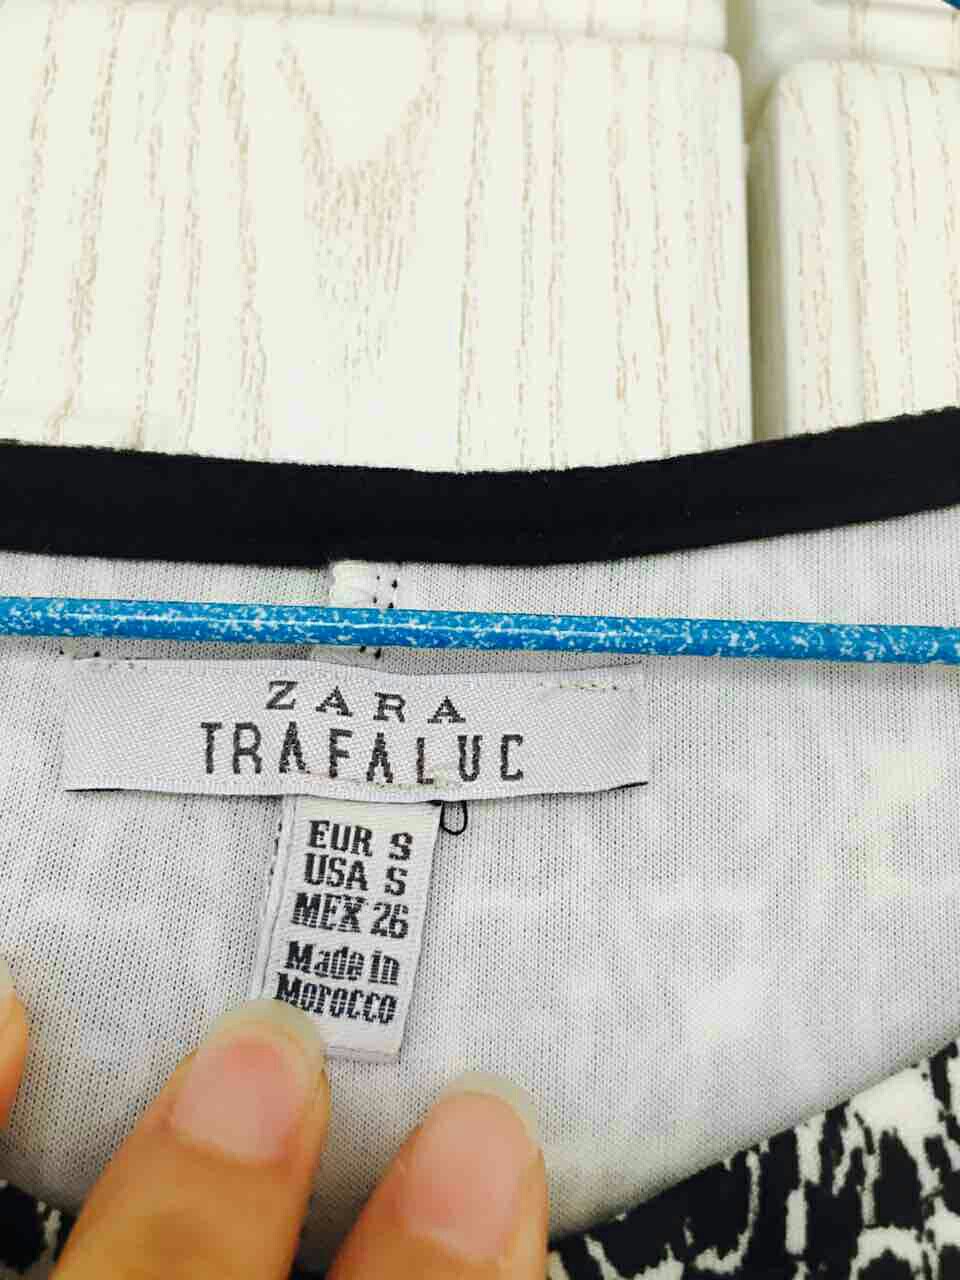 ZARA
TRAFALUC
EUR S
USA S
MEX 26
Made in
Morocco